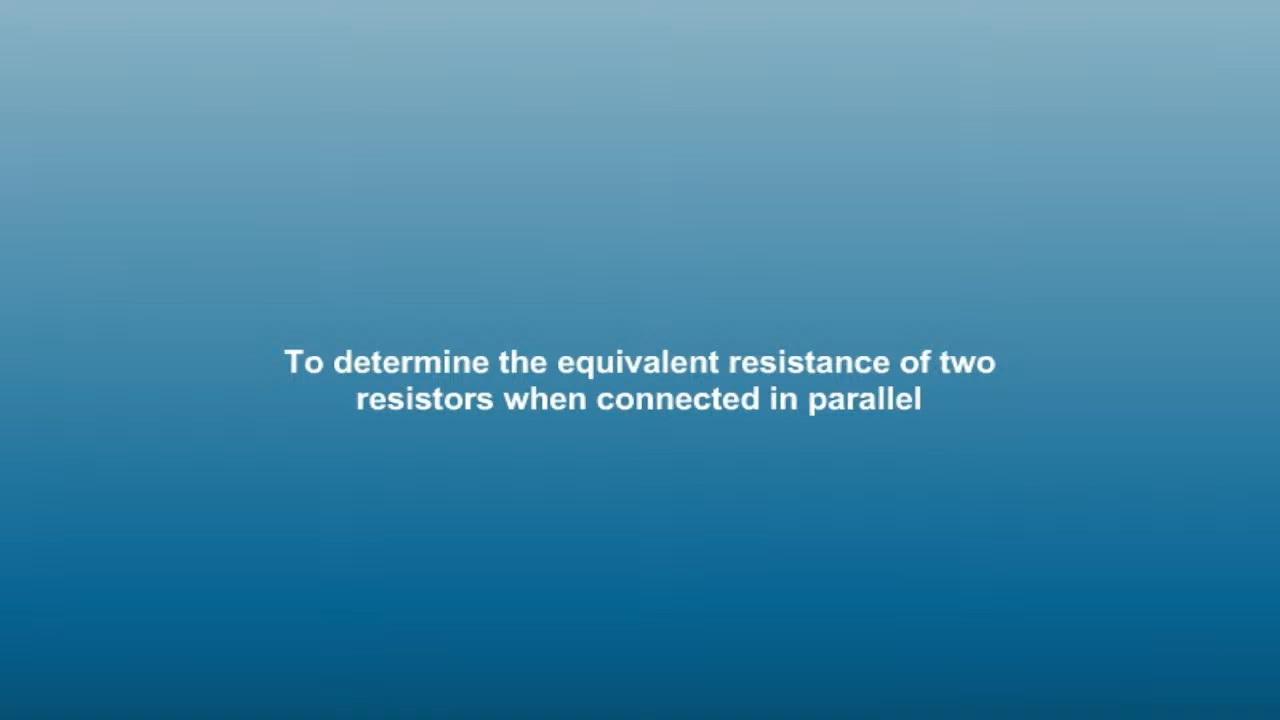 To determine the equivalent resistance of two
resistors when connected in parallel